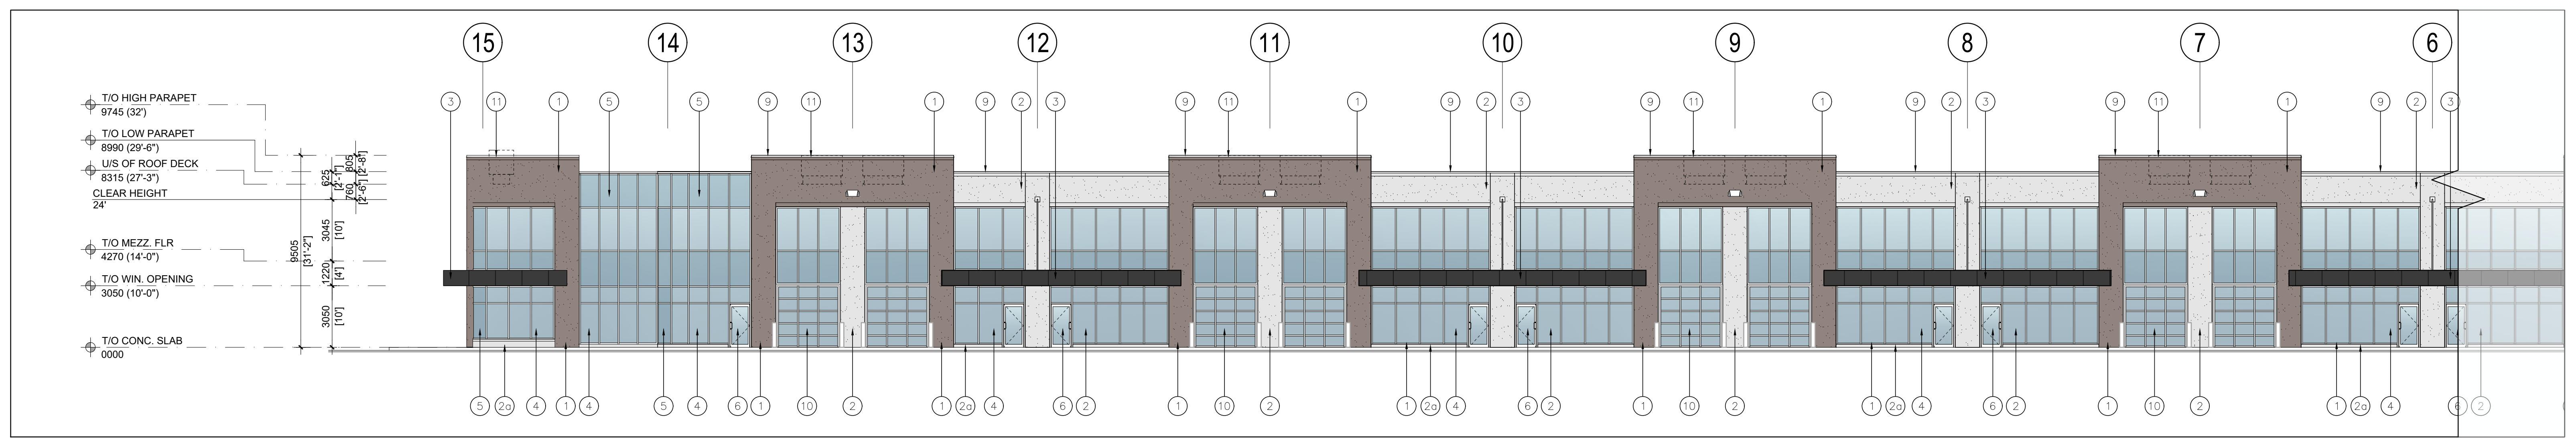 15 14 13 12 11 10 9 8 7 6
3 11 1 5 5 9 11 1 9 2 3 9 11 1 9 2 3 9 11 1 9 2 3 9 11 1 9 2 3
T/O HIGH PARAPET
9745 (32')
T/O LOW PARAPET
8990 (29'-6")
U/S OF ROOF DECK
8315 (27'-3")
CLEAR HEIGHT
24'
T/O MEZZ. FLR
4270 (14'-0")
T/O WIN. OPENING
3050 (10'-0")
T/O CONC. SLAB
0000
9505
[31'-2"]
625
[2'-1"]
3045
[10']
1220
[4']
3050
[10']
805
[2'-8"]
760
[2'-6"]
5 2a 4 1 4 5 4 6 1 10 2 1 2a 4 6 2 1 10 2 1 2a 4 6 2 1 10 2 1 2a 4 6 2 1 10 2 1 2a 4 6 2